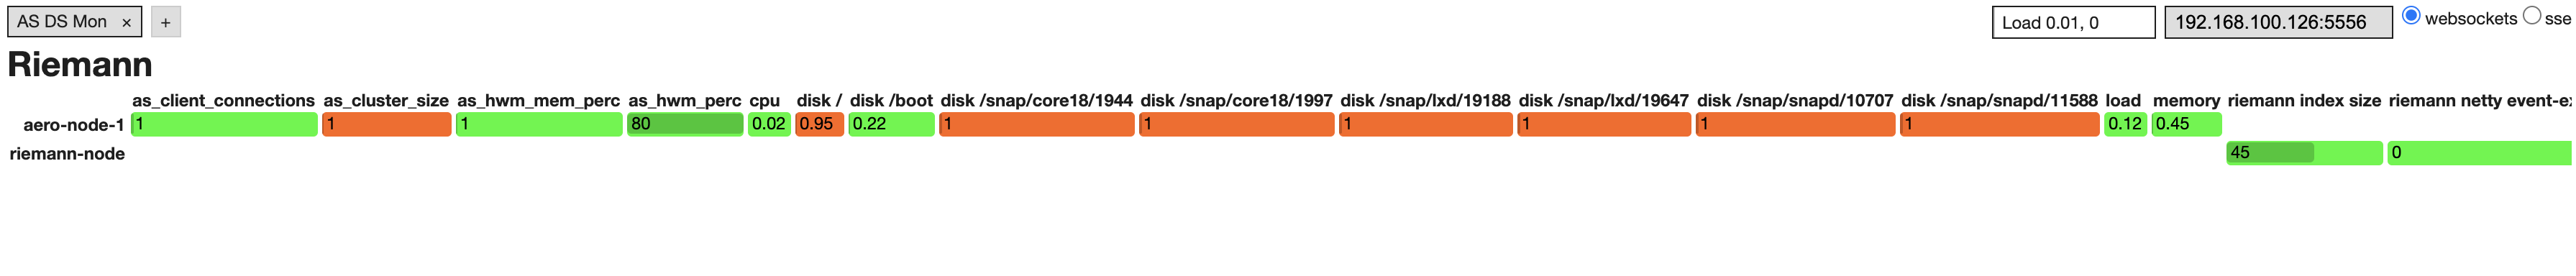 AS DS Mon × + Load 0.01, 0 192.168.100.126:5556 websockets sse
Riemann
as_client_connections as_cluster_size as_hwm_mem_perc as_hwm_perc cpu disk / disk /boot disk /snap/core18/1944 disk /snap/core18/1997 disk /snap/lxd/19188 disk /snap/lxd/19647 disk /snap/snapd/10707 disk /snap/snapd/11588 load memory riemann index size riemann netty event-e
aero-node-1 1 1 1 80 0.02 0.95 0.22 1 1 1 1 1 1 0.12 0.45
riemann-node 45 0